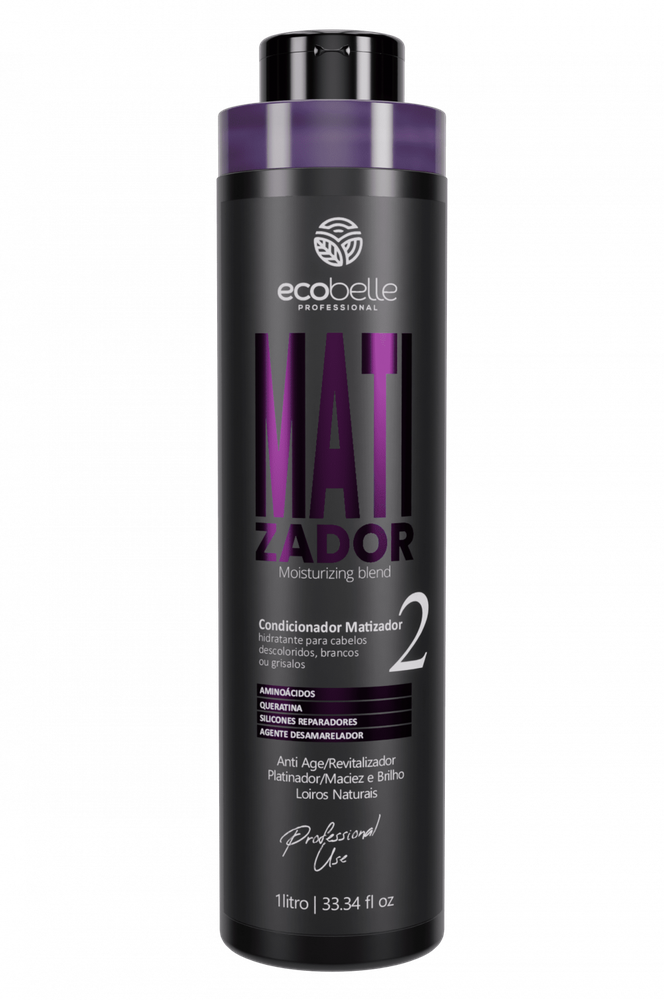 ecobelle
PROFESSIONAL
MATI
ZADOR
Moisturizing blend
Condicionador Matizador
hidratante para cabelos
descoloridos, brancos
ou grisalos
2
AMINOÁCIDOS
QUERATINA
SILICONES REPARADORES
AGENTE DESAMARELADOR
Anti Age/Revitalizador
Platinador/Maciez e Brilho
Loiros Naturais
Professional
Use
1litro | 33.34 fl oz